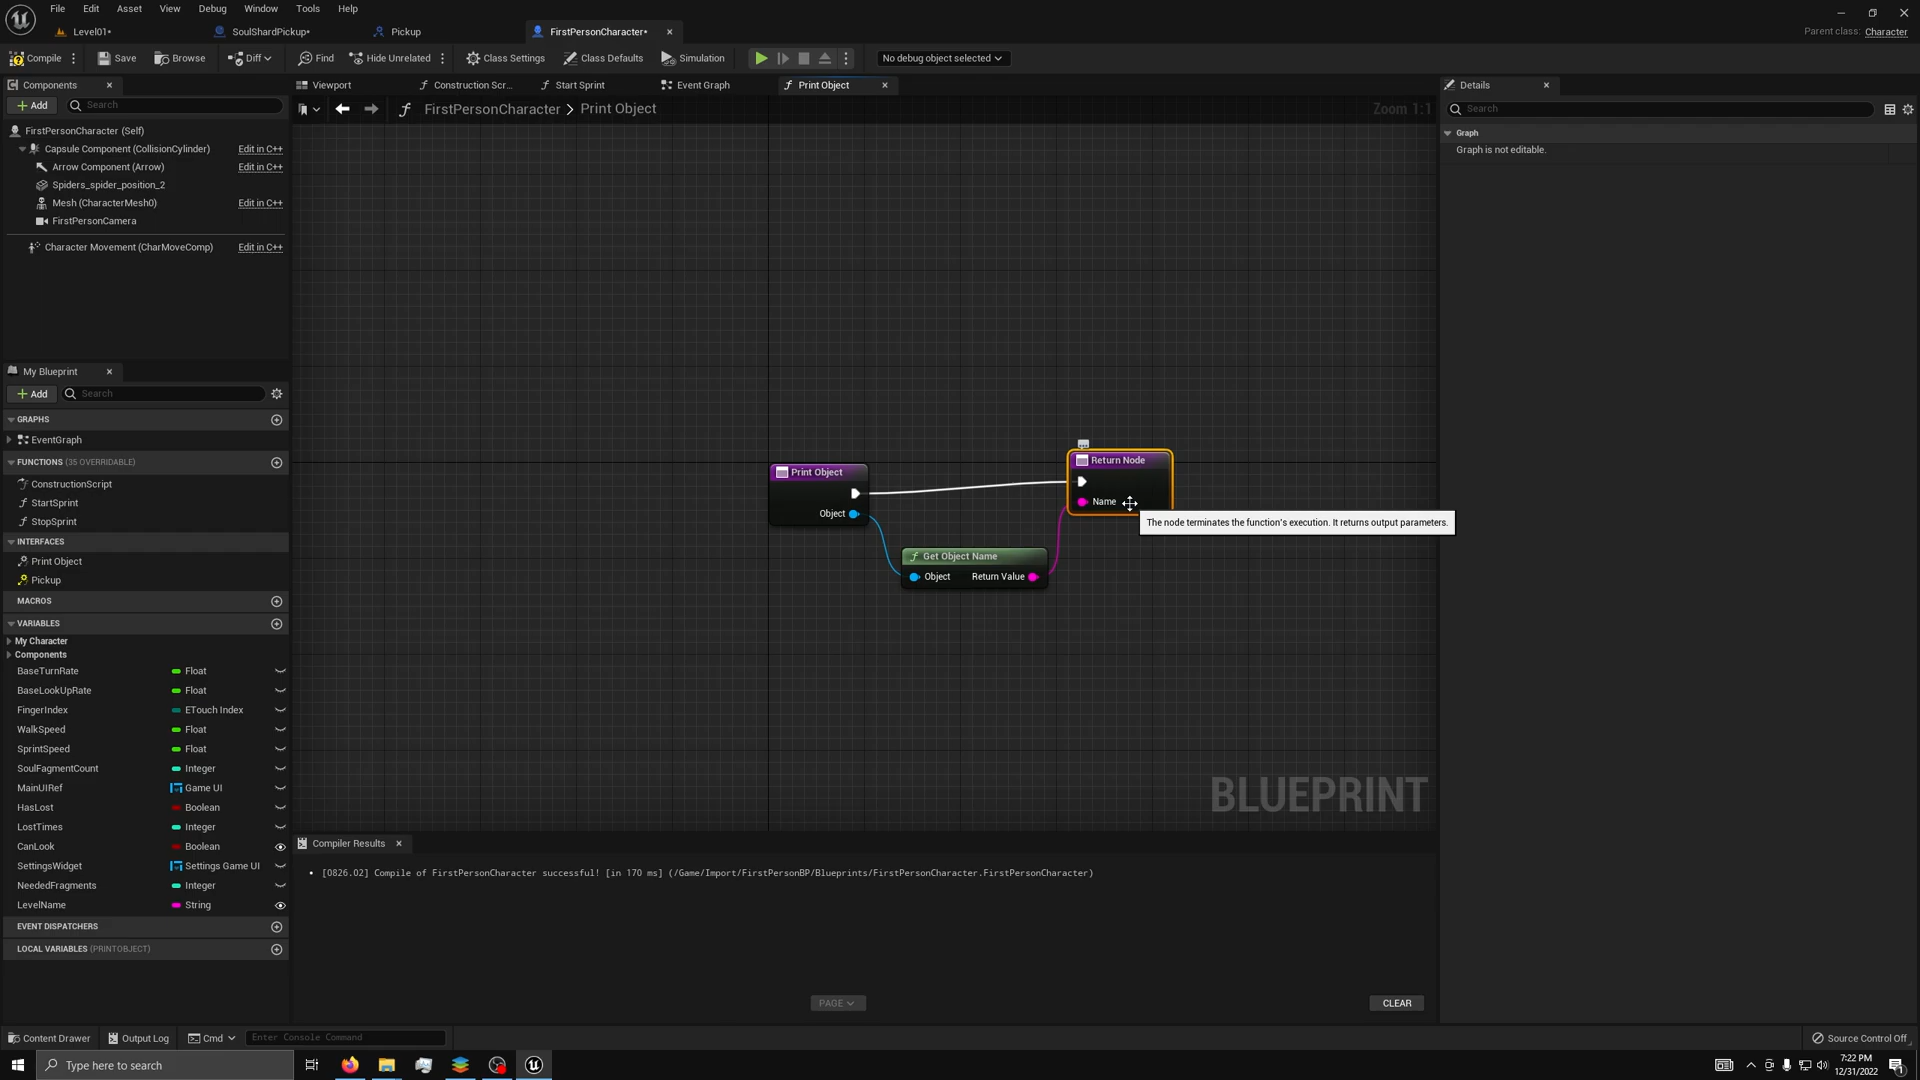 File Edit Asset View Debug Window Tools Help
Level01* SoulShardPickup* Pickup FirstPersonCharacter*
Parent class: Character
Compile Save Browse Diff Find Hide Unrelated Class Settings Class Defaults Simulation No debug object selected
Components
Add Search
FirstPersonCharacter (Self)
Capsule Component (CollisionCylinder) Edit in C++
Arrow Component (Arrow) Edit in C++
Spiders_spider_position_2
Mesh (CharacterMesh0) Edit in C++
FirstPersonCamera
Character Movement (CharMoveComp) Edit in C++
My Blueprint
Add Search
GRAPHS
EventGraph
FUNCTIONS (35 OVERRIDABLE)
ConstructionScript
StartSprint
StopSprint
INTERFACES
Print Object
Pickup
MACROS
VARIABLES
My Character
Components
BaseTurnRate Float
BaseLookUpRate Float
FingerIndex ETouch Index
WalkSpeed Float
SprintSpeed Float
SoulFagmentCount Integer
MainUIRef Game UI
HasLost Boolean
LostTimes Integer
CanLook Boolean
SettingsWidget Settings Game UI
NeededFragments Integer
LevelName String
EVENT DISPATCHERS
LOCAL VARIABLES (PRINTOBJECT)
Viewport Construction Scr... Start Sprint Event Graph Print Object
FirstPersonCharacter > Print Object
Zoom 1:1
Print Object
Object
Return Node
Name
The node terminates the function's execution. It returns output parameters.
Get Object Name
Object Return Value
BLUEPRINT
Compiler Results
[0826.02] Compile of FirstPersonCharacter successful! [in 170 ms] (/Game/Import/FirstPersonBP/Blueprints/FirstPersonCharacter.FirstPersonCharacter)
PAGE
CLEAR
Details
Search
Graph
Graph is not editable.
Content Drawer Output Log Cmd Enter Console Command
Source Control Off
Type here to search
7:22 PM
12/31/2022
1